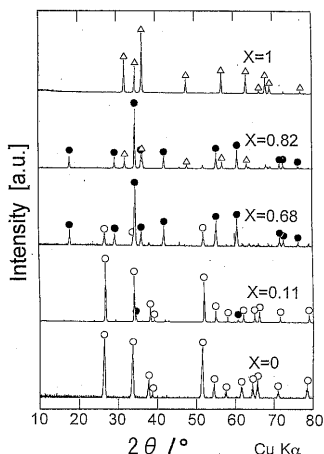 X=1
X=0.82
X=0.68
X=0.11
X=0
Intensity [a.u.]
10 20 30 40 50 60 70 80
2θ/° Cu Kα